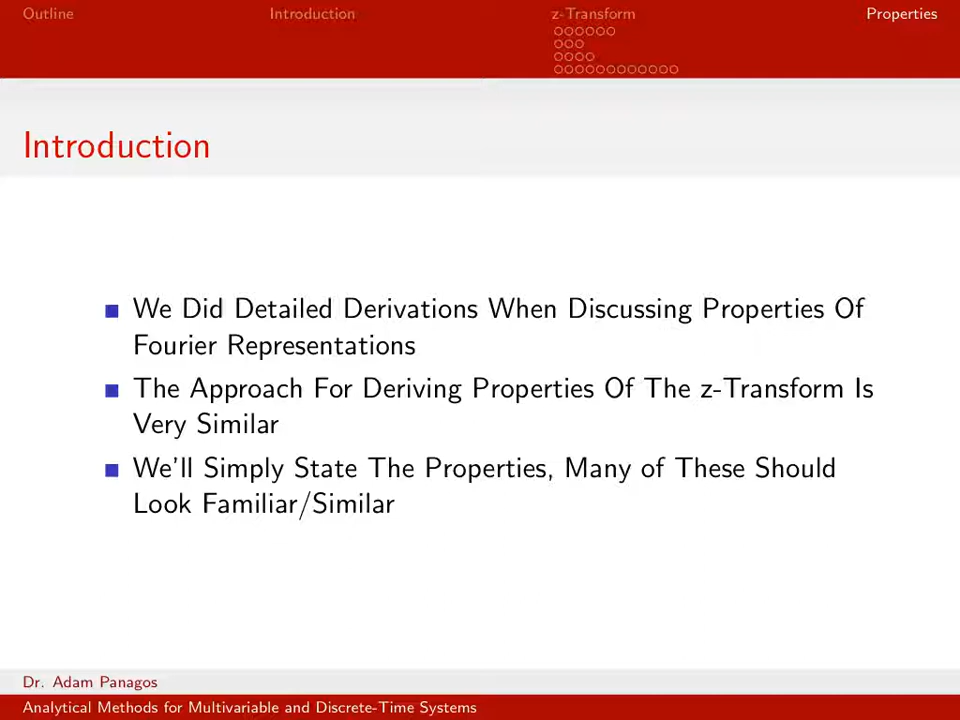 Outline
Introduction
z-Transform
Properties
Introduction
We Did Detailed Derivations When Discussing Properties Of
Fourier Representations
The Approach For Deriving Properties Of The z-Transform Is
Very Similar
We'll Simply State The Properties, Many of These Should
Look Familiar/Similar
Dr. Adam Panagos
Analytical Methods for Multivariable and Discrete-Time Systems